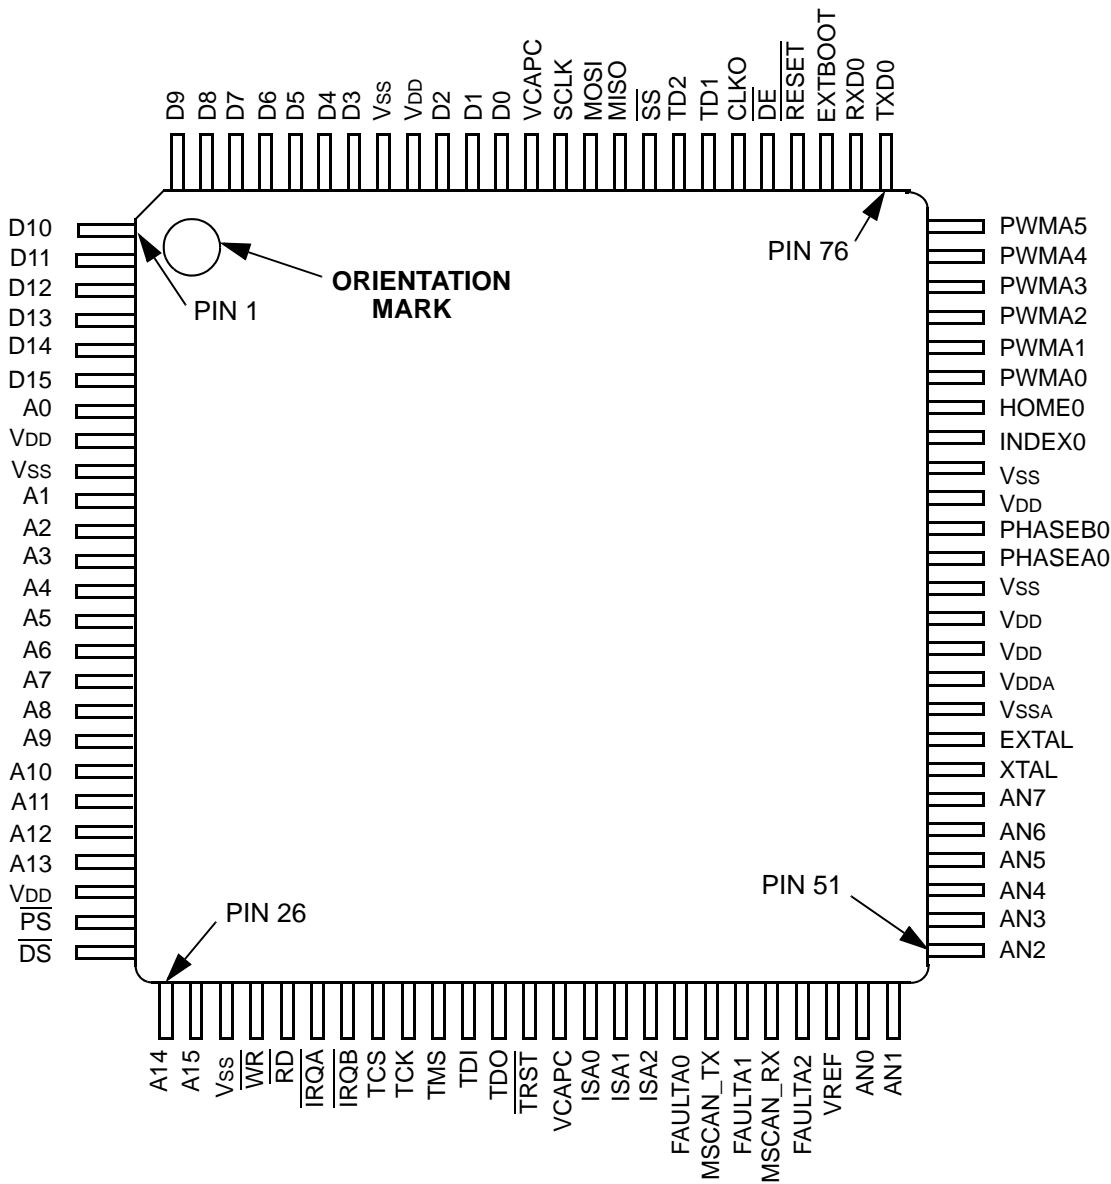 D9
D8
D7
D6
D5
D4
D3
VSS
VDD
D2
D1
D0
VCAPC
SCLK
MOSI
MISO
SS
TD2
TD1
CLKO
DE
RESET
EXTBOOT
RXD0
TXD0
D10
D11
D12
D13
D14
D15
A0
VDD
VSS
A1
A2
A3
A4
A5
A6
A7
A8
A9
A10
A11
A12
A13
VDD
PS
DS
PIN 1
ORIENTATION
MARK
PIN 76
PIN 26
PIN 51
PWMA5
PWMA4
PWMA3
PWMA2
PWMA1
PWMA0
HOME0
INDEX0
VSS
VDD
PHASEB0
PHASEA0
VSS
VDD
VDD
VDDA
VSSA
EXTAL
XTAL
AN7
AN6
AN5
AN4
AN3
AN2
A14
A15
VSS
WR
RD
IRQA
IRQB
TCS
TCK
TMS
TDI
TDO
TRST
VCAPC
ISA0
ISA1
ISA2
FAULTA0
MSCAN_TX
FAULTA1
MSCAN_RX
FAULTA2
VREF
AN0
AN1